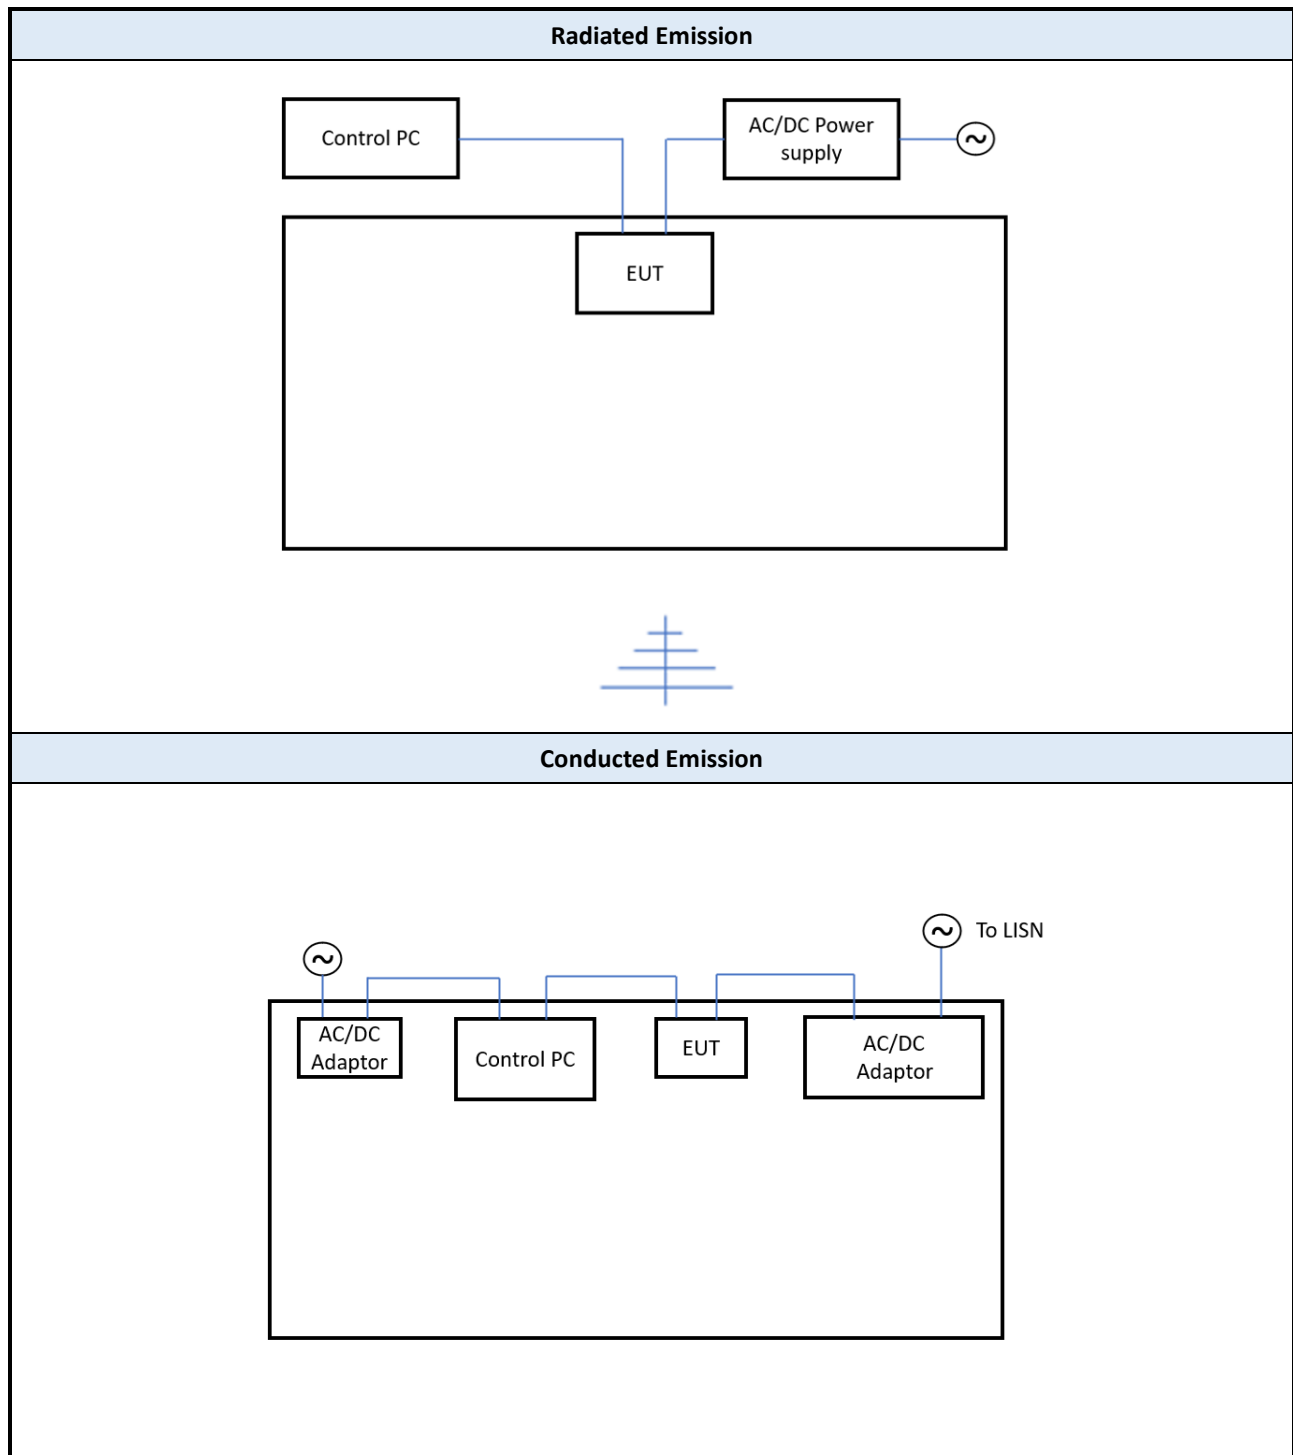 Radiated Emission
Control PC
AC/DC Power
supply
EUT
Conducted Emission
To LISN
AC/DC
Adaptor
Control PC
EUT
AC/DC
Adaptor